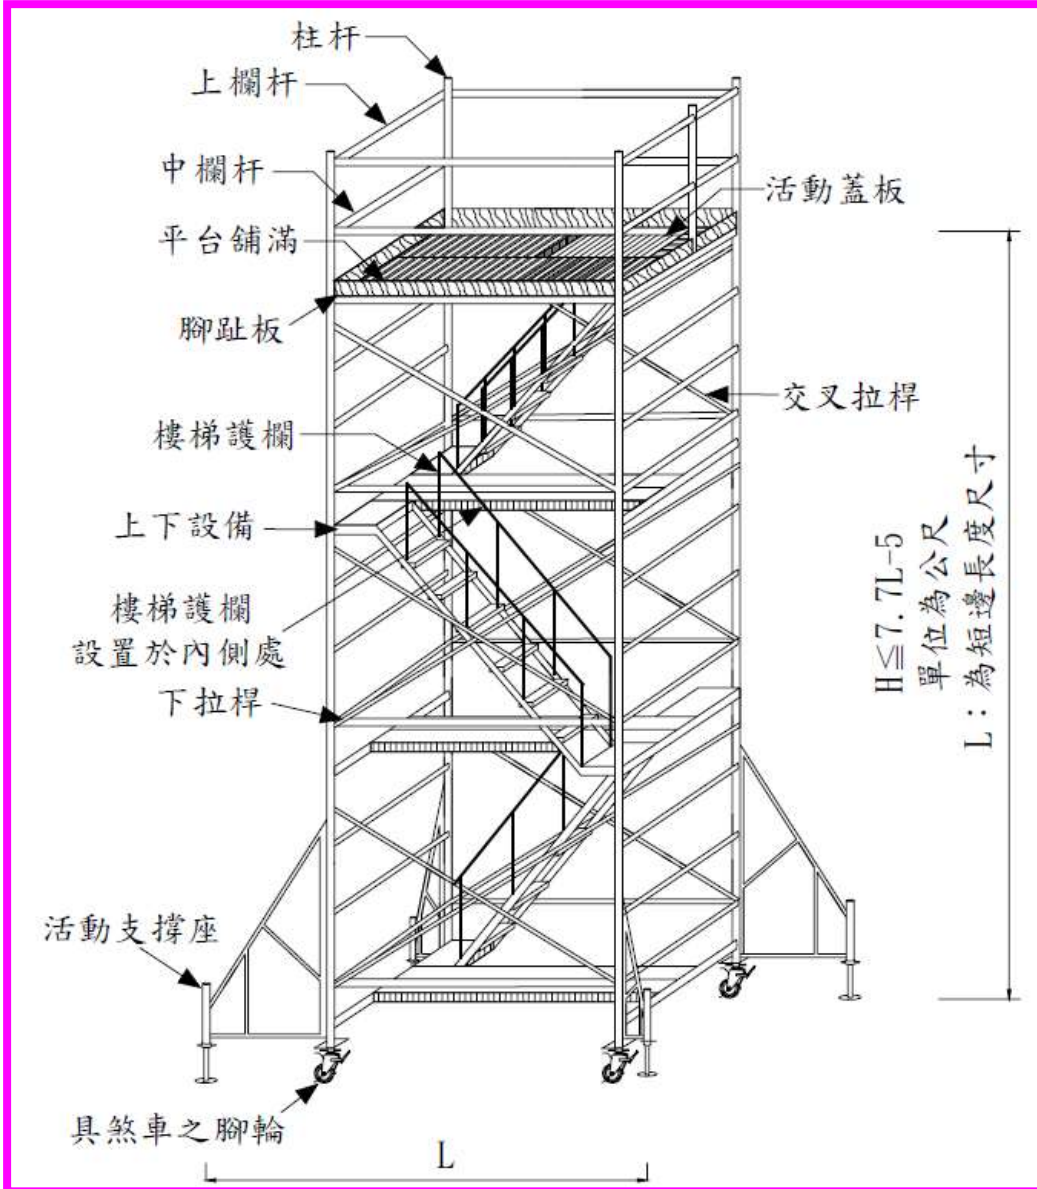 柱杆
上欄杆
中欄杆
活動蓋板
平台舖滿
腳趾板
交叉拉桿
樓梯護欄
上下設備
樓梯護欄
設置於內側處
下拉桿
H≦7.7L-5
單位為公尺
L：為短邊長度尺寸
活動支撐座
具煞車之腳輪
L